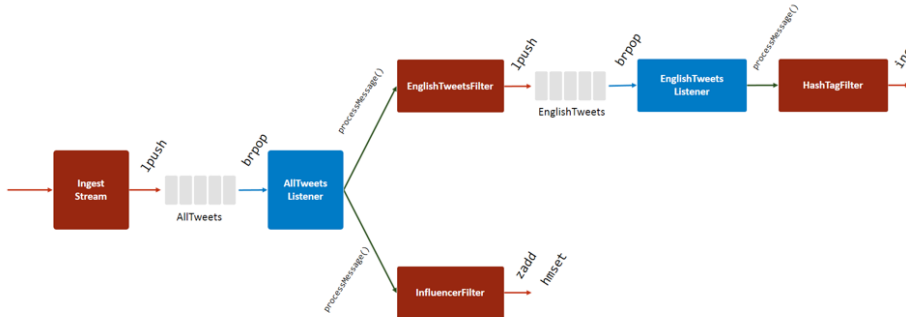 Ingest
Stream
lpush
AllTweets
brpop
AllTweets
Listener
processMessage()
EnglishTweetsFilter
lpush
EnglishTweets
brpop
EnglishTweets
Listener
processMessage()
HashTagFilter
processMessage()
InfluencerFilter
zadd
hmset